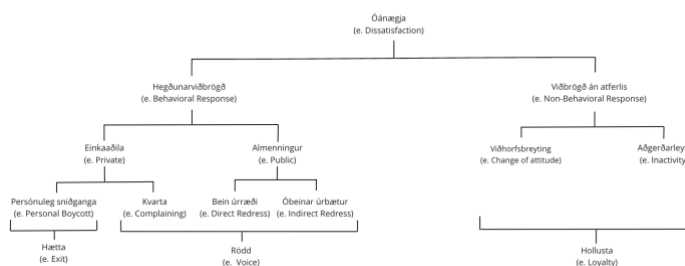 Óánægja
(e. Dissatisfaction)
Hegðunarviðbrögð
(e. Behavioral Response)
Viðbrögð án atferlis
(e. Non-Behavioral Response)
Einkaaðila
(e. Private)
Almenningur
(e. Public)
Viðhorfsbreyting
(e. Change of attitude)
Aðgerðarley
(e. Inactivity
Persónuleg sniðganga
(e. Personal Boycott)
Kvarta
(e. Complaining)
Bein úrræði
(e. Direct Redress)
Óbeinar úrbætur
(e. Indirect Redress)
Hætta
(e. Exit)
Rödd
(e. Voice)
Hollusta
(e. Loyalty)